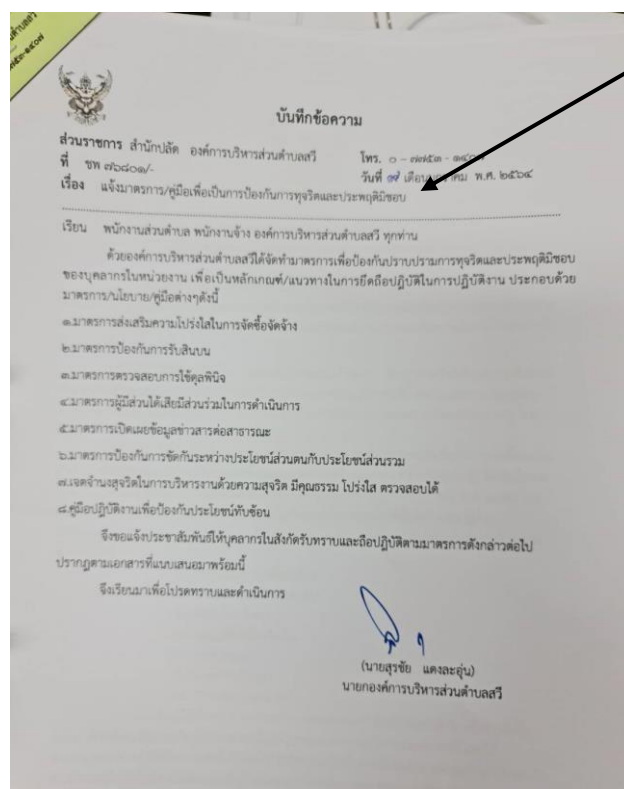 บันทึกข้อความ
ส่วนราชการ สำนักปลัด องค์การบริหารส่วนตำบลสวี โทร. ๐ - ๗๗๕๓ -
ที่ ชพ ๗๖๘๐๑/- วันที่ ๑๙ เดือน พ.ศ. ๒๕๖๔
เรื่อง แจ้งมาตรการ/คู่มือเพื่อเป็นการป้องกันการทุจริตและประพฤติมิชอบ
เรียน พนักงานส่วนตำบล พนักงานจ้าง องค์การบริหารส่วนตำบลสวี ทุกท่าน
ด้วยองค์การบริหารส่วนตำบลสวีได้จัดทำมาตรการเพื่อป้องกันปราบปรามการทุจริตและประพฤติมิชอบ
ของบุคลากรในหน่วยงาน เพื่อเป็นหลักเกณฑ์/แนวทางในการยึดถือปฏิบัติในการปฏิบัติงาน ประกอบด้วย
มาตรการ/นโยบาย/คู่มือต่างๆดังนี้
๑.มาตรการส่งเสริมความโปร่งใสในการจัดซื้อจัดจ้าง
๒.มาตรการป้องกันการรับสินบน
๓.มาตรการตรวจสอบการใช้ดุลพินิจ
๔.มาตรการผู้มีส่วนได้เสียมีส่วนร่วมในการดำเนินการ
๕.มาตรการเปิดเผยข้อมูลข่าวสารต่อสาธารณะ
๖.มาตรการป้องกันการขัดกันระหว่างประโยชน์ส่วนตนกับประโยชน์ส่วนรวม
๗.เจตจำนงสุจริตในการบริหารงานด้วยความสุจริต มีคุณธรรม โปร่งใส ตรวจสอบได้
๘.คู่มือปฏิบัติงานเพื่อป้องกันประโยชน์ทับซ้อน
จึงขอแจ้งประชาสัมพันธ์ให้บุคลากรในสังกัดรับทราบและถือปฏิบัติตามมาตรการดังกล่าวต่อไป
ปรากฏตามเอกสารที่แนบเสนอมาพร้อมนี้
จึงเรียนมาเพื่อโปรดทราบและดำเนินการ
(นายสุรชัย แดงละอุ่น)
นายกองค์การบริหารส่วนตำบลสวี